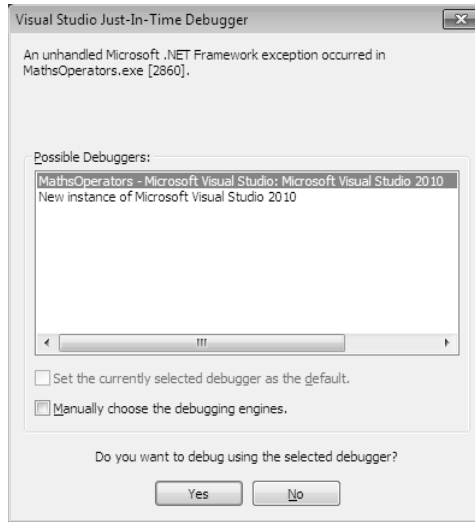 Visual Studio Just-In-Time Debugger
An unhandled Microsoft .NET Framework exception occurred in
MathsOperators.exe [2860].
Possible Debuggers:
MathsOperators - Microsoft Visual Studio: Microsoft Visual Studio 2010
New instance of Microsoft Visual Studio 2010
Set the currently selected debugger as the default.
Manually choose the debugging engines.
Do you want to debug using the selected debugger?
Yes No